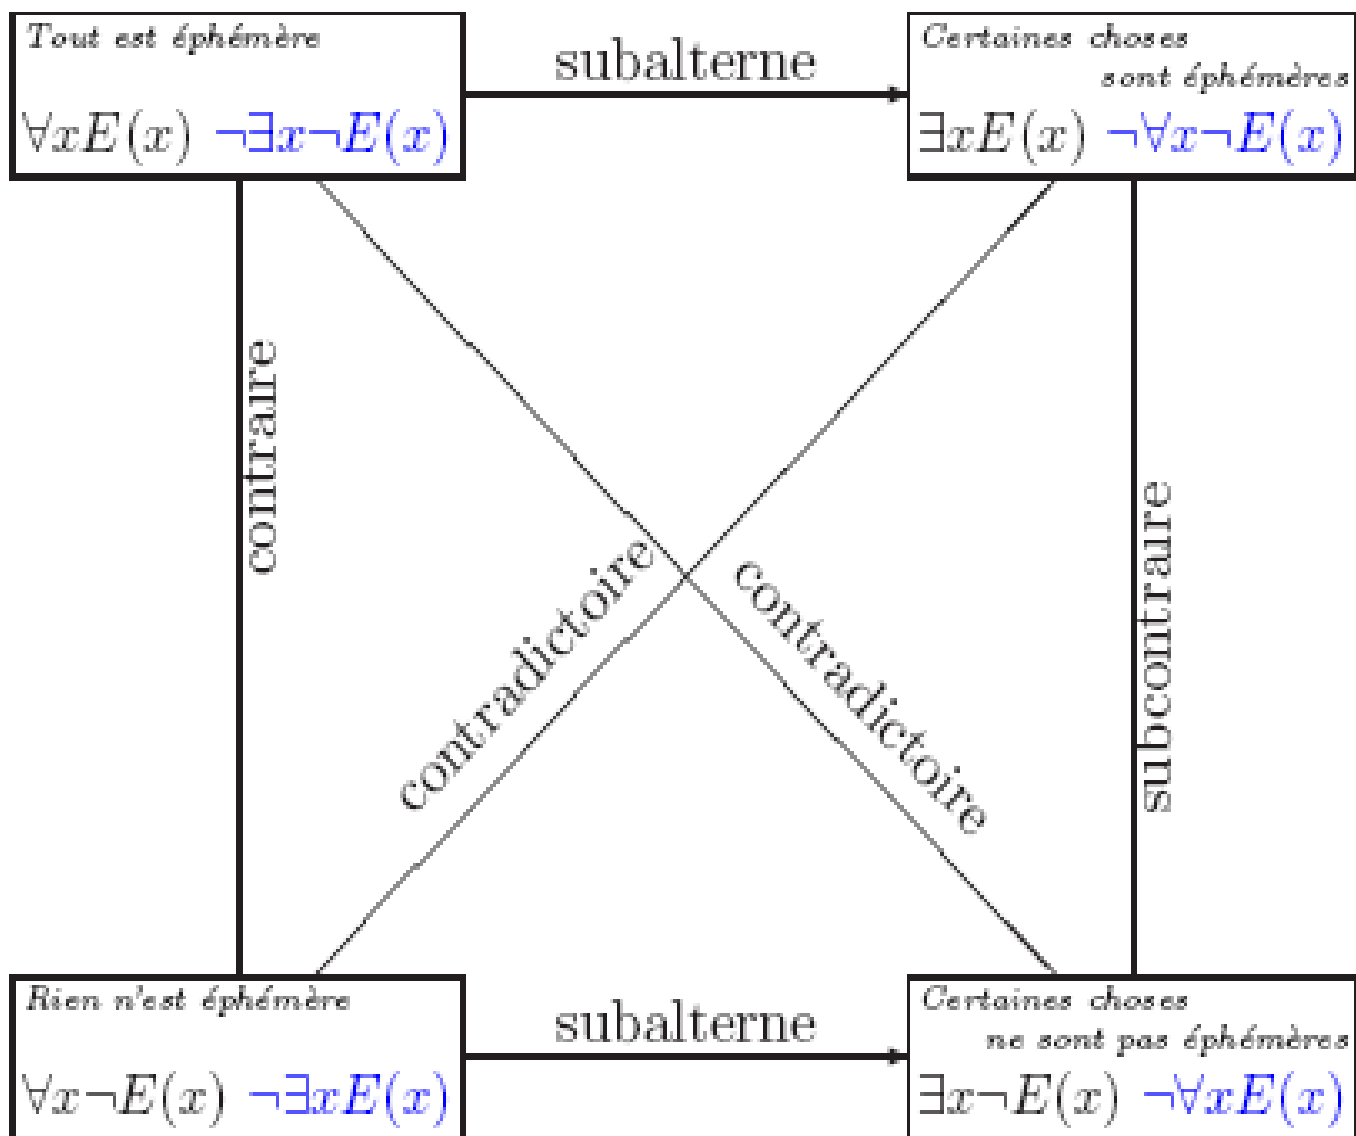 Tout est éphémère
∀xE(x) ¬∃x¬E(x)
subalterne
Certaines choses
sont éphémères
∃xE(x) ¬∀x¬E(x)
contraire
contradictoire
contradictoire
subcontraire
Rien n'est éphémère
∀x¬E(x) ¬∃xE(x)
subalterne
Certaines choses
ne sont pas éphémères
∃x¬E(x) ¬∀xE(x)